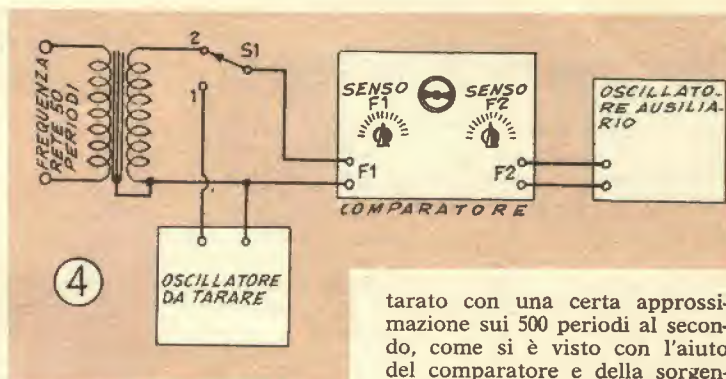 FREQUENZA
RETE 50
PERIODI
2
S1
1
SENSO
F1
SENSO
F2
F1
F2
COMPARATORE
OSCILLATO-
RE AUSILIA-
RIO
OSCILLATORE
DA TARARE
4
tarato con una certa approssi-
mazione sui 500 periodi al secon-
do, come si è visto con l'aiuto
del comparatore e della sorgen-